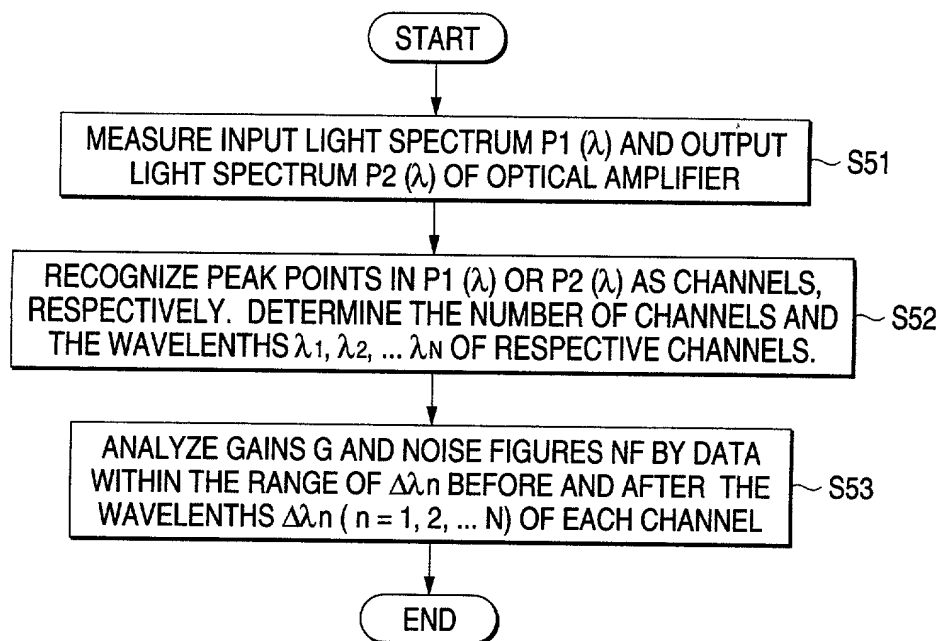 START
MEASURE INPUT LIGHT SPECTRUM P1 (λ) AND OUTPUT
LIGHT SPECTRUM P2 (λ) OF OPTICAL AMPLIFIER
S51
RECOGNIZE PEAK POINTS IN P1 (λ) OR P2 (λ) AS CHANNELS,
RESPECTIVELY. DETERMINE THE NUMBER OF CHANNELS AND
THE WAVELENTHS λ1, λ2, ... λN OF RESPECTIVE CHANNELS.
S52
ANALYZE GAINS G AND NOISE FIGURES NF BY DATA
WITHIN THE RANGE OF Δλn BEFORE AND AFTER THE
WAVELENTHS Δλn ( n = 1, 2, ... N) OF EACH CHANNEL
S53
END